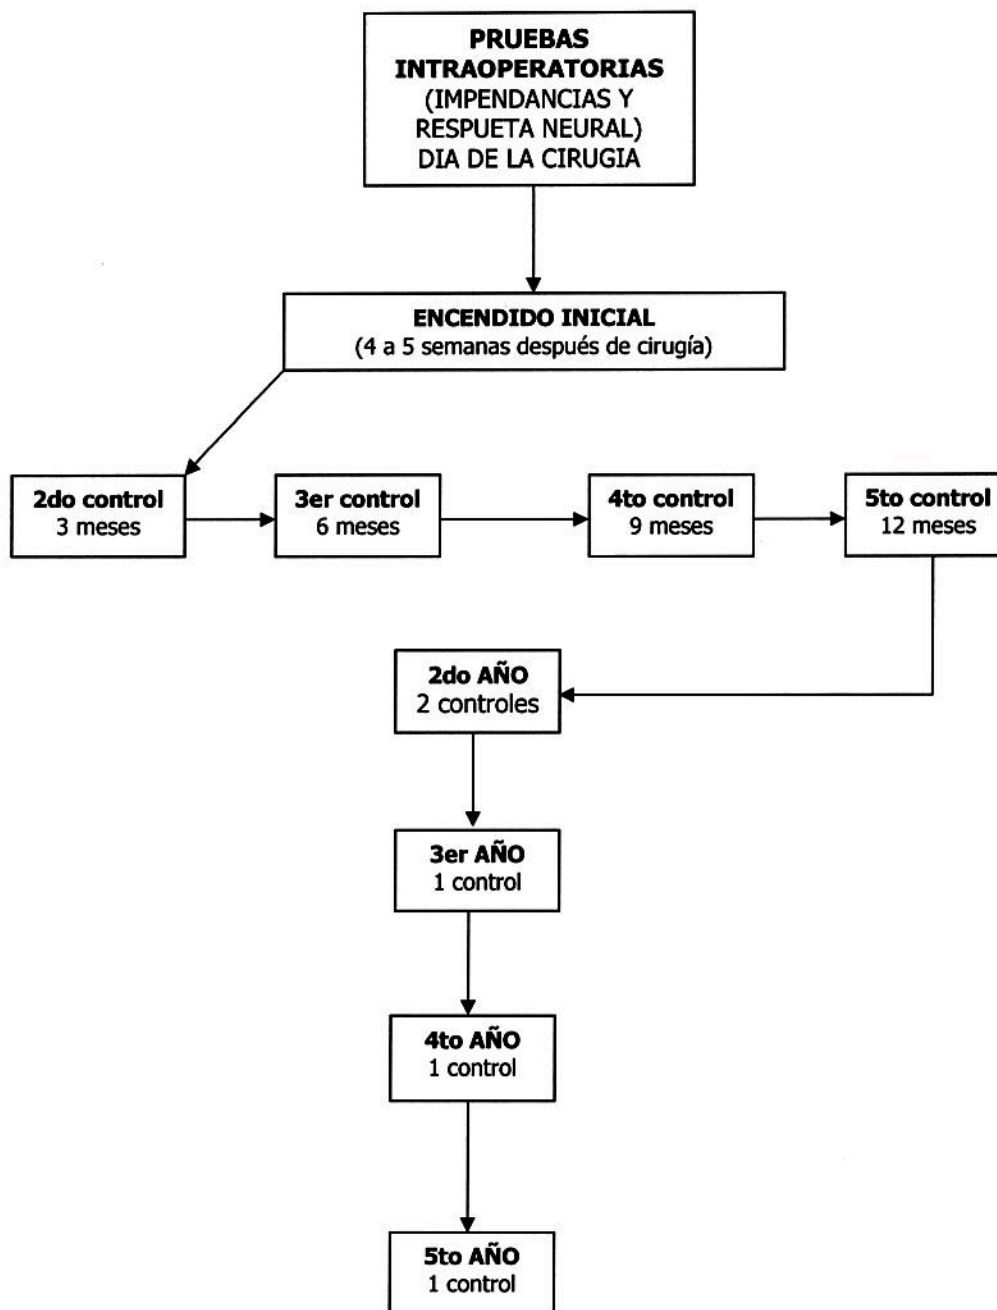 PRUEBAS
INTRAOPERATORIAS
(IMPENDANCIAS Y
RESPUETA NEURAL)
DIA DE LA CIRUGIA
ENCENDIDO INICIAL
(4 a 5 semanas después de cirugía)
2do control
3 meses
3er control
6 meses
4to control
9 meses
5to control
12 meses
2do AÑO
2 controles
3er AÑO
1 control
4to AÑO
1 control
5to AÑO
1 control